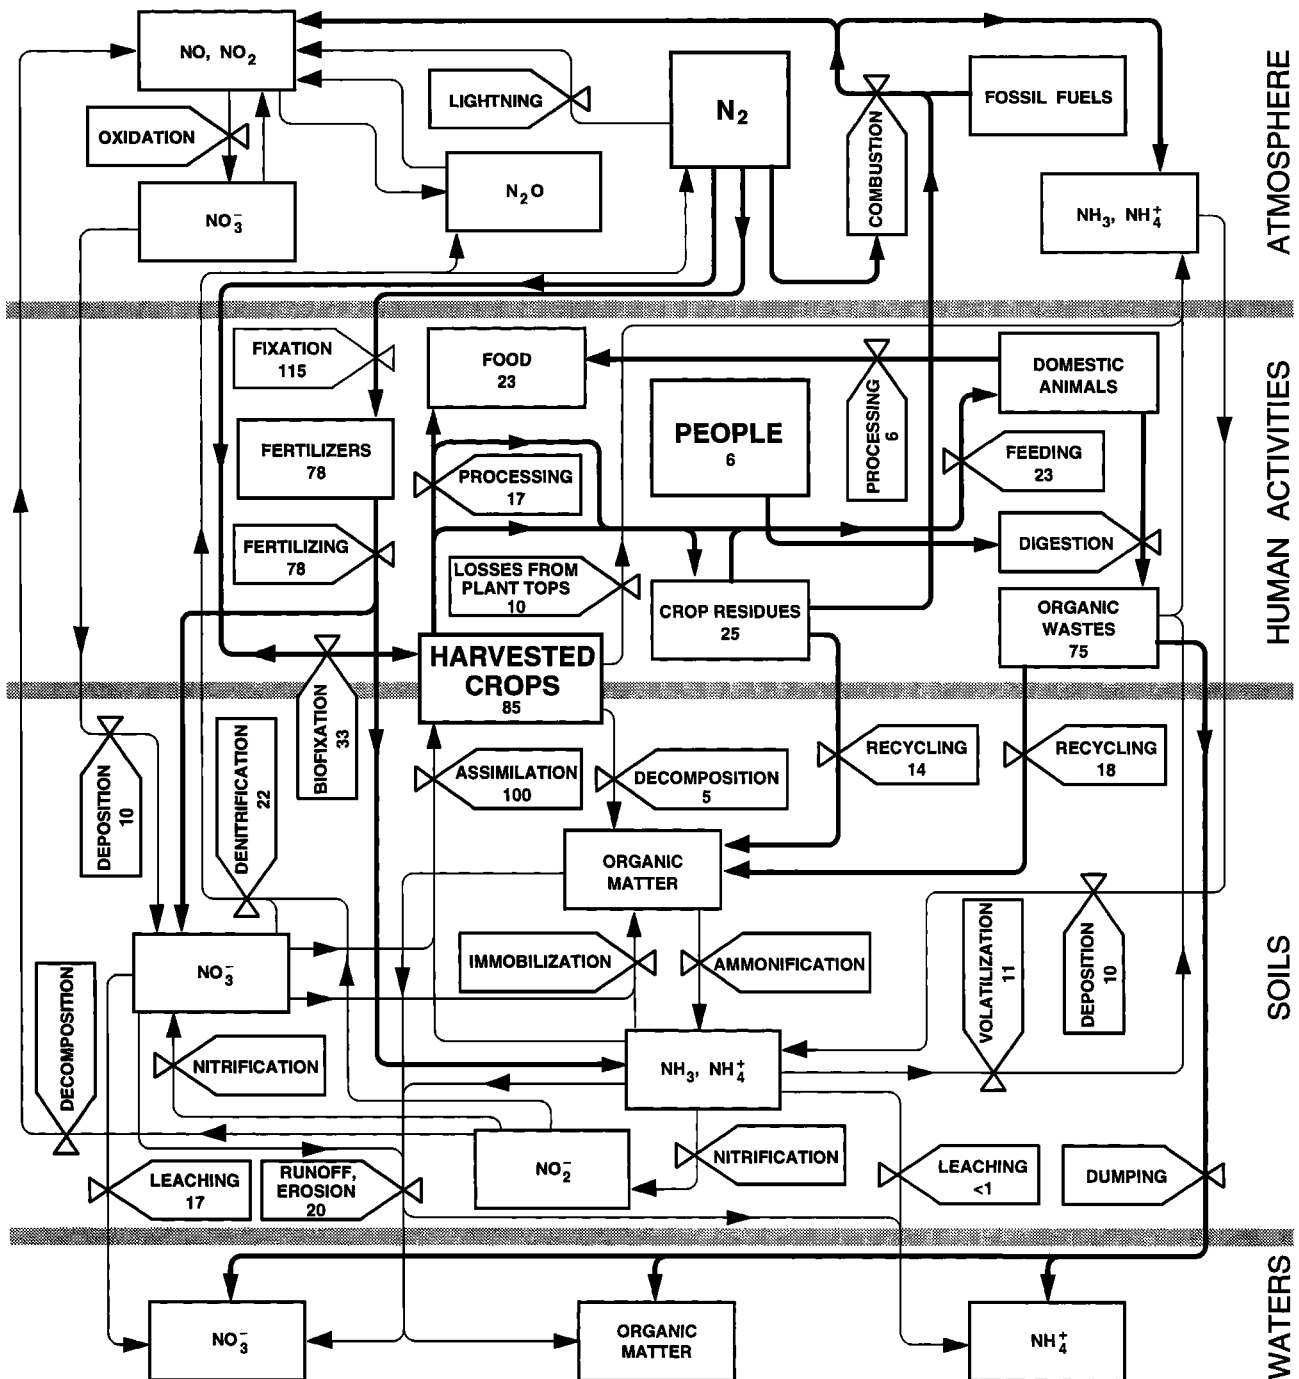 NO, NO₂
N₂
FOSSIL FUELS
LIGHTNING
OXIDATION
COMBUSTION
N₂O
NO₃⁻
NH₃, NH₄⁺
ATMOSPHERE
FIXATION
115
FOOD
23
PROCESSING
6
DOMESTIC
ANIMALS
PEOPLE
6
FERTILIZERS
78
PROCESSING
17
FEEDING
23
FERTILIZING
78
DIGESTION
LOSSES FROM
PLANT TOPS
10
CROP RESIDUES
25
ORGANIC
WASTES
75
HARVESTED
CROPS
85
HUMAN ACTIVITIES
BIOFIXATION
33
DENITRIFICATION
22
DEPOSITION
10
ASSIMILATION
100
DECOMPOSITION
5
RECYCLING
14
RECYCLING
18
ORGANIC
MATTER
NO₃⁻
IMMOBILIZATION
AMMONIFICATION
VOLATILIZATION
11
DEPOSITION
10
SOILS
DECOMPOSITION
NITRIFICATION
NH₃, NH₄⁺
NO₂⁻
NITRIFICATION
LEACHING
17
RUNOFF,
EROSION
20
LEACHING
<1
DUMPING
NO₃⁻
ORGANIC
MATTER
NH₄⁺
WATERS